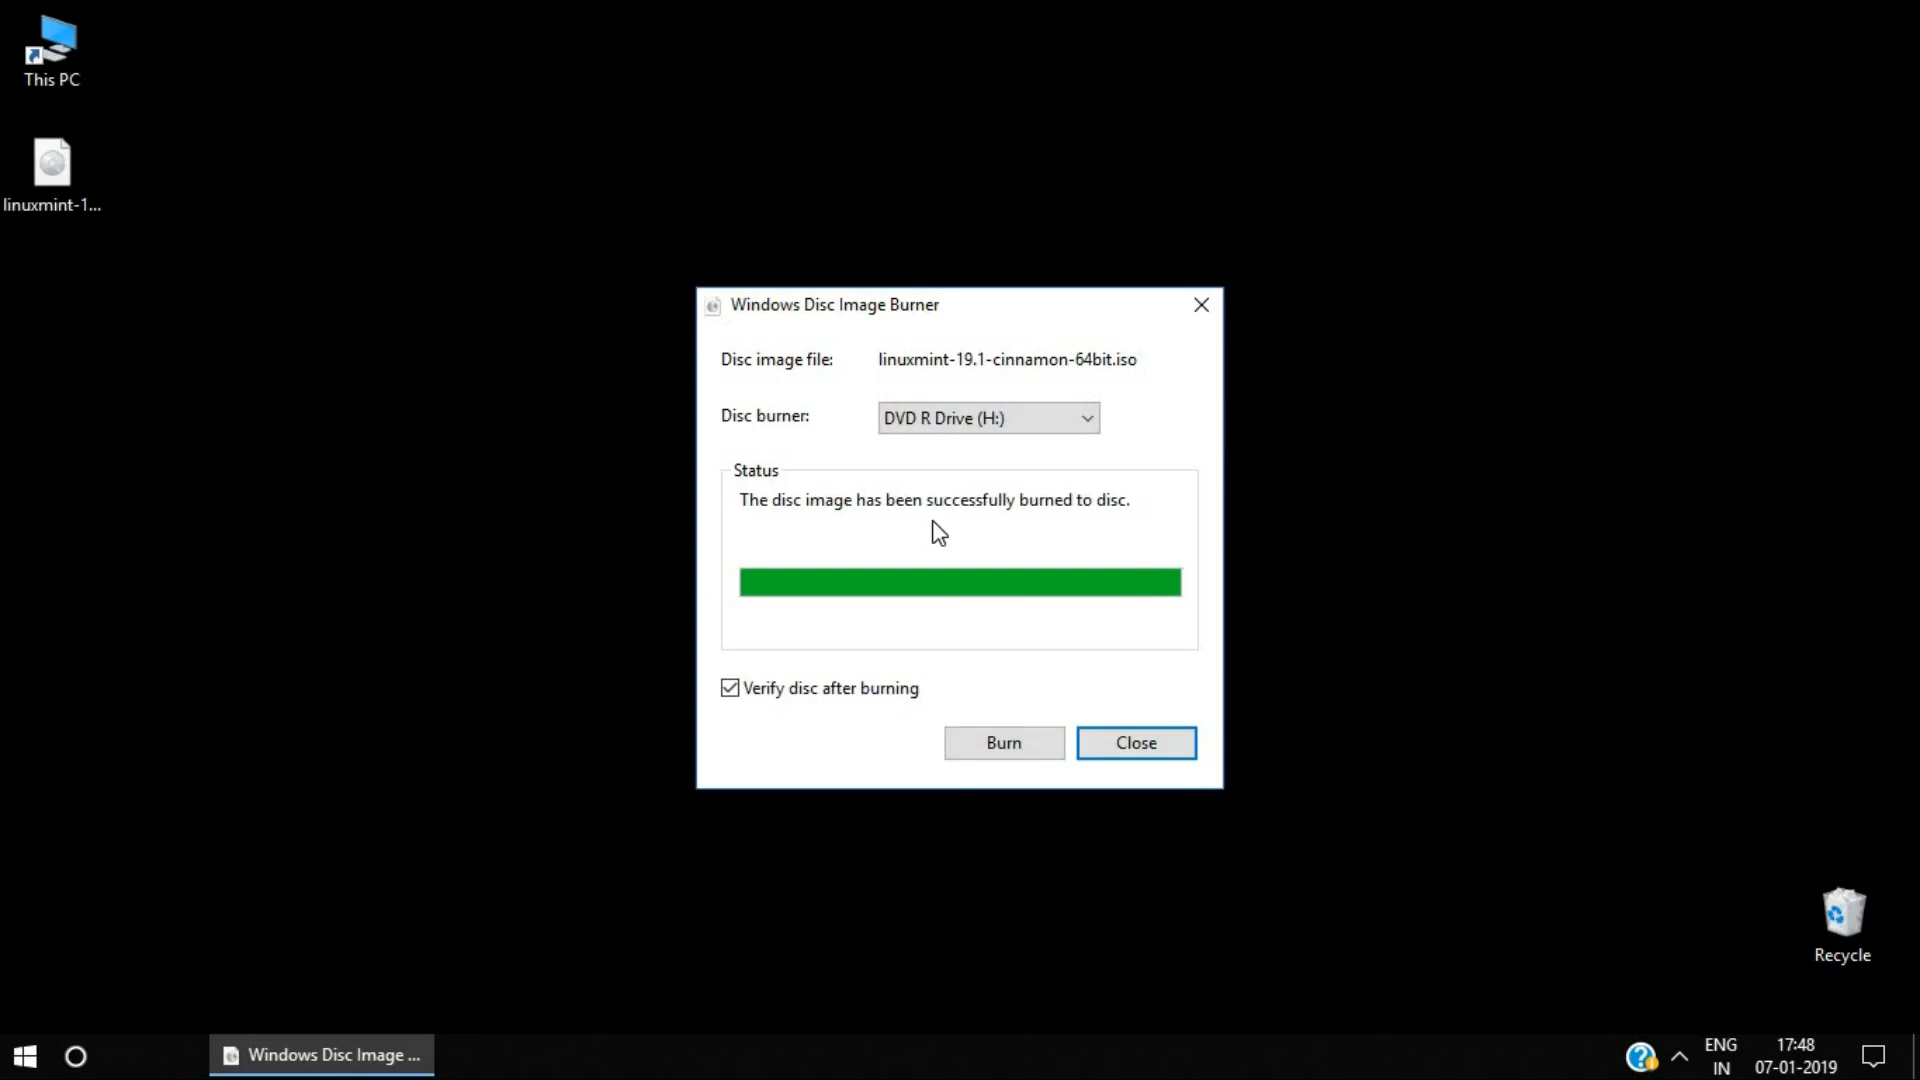 This PC
linuxmint-1...
Windows Disc Image Burner
Disc image file: linuxmint-19.1-cinnamon-64bit.iso
Disc burner: DVD R Drive (H:)
Status
The disc image has been successfully burned to disc.
Verify disc after burning
Burn Close
Recycle
Windows Disc Image ...
ENG 17:48
IN 07-01-2019